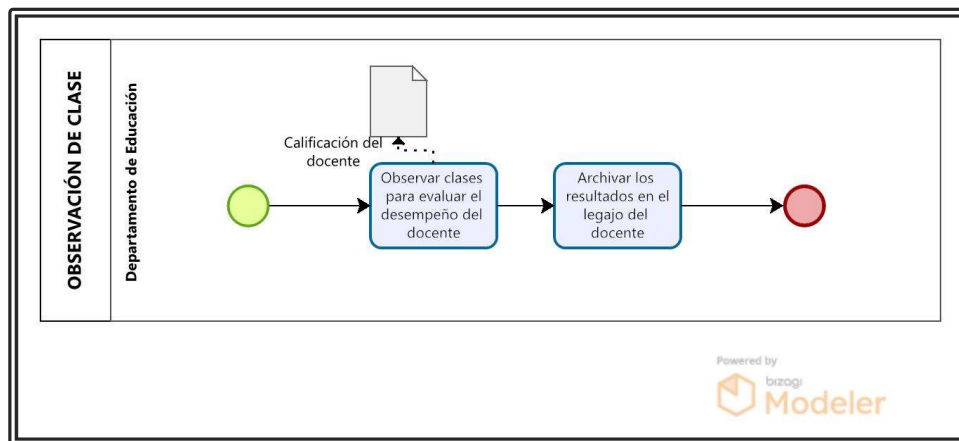 OBSERVACIÓN DE CLASE
Departamento de Educación
Calificación del
docente
Observar clases
para evaluar el
desempeño del
docente
Archivar los
resultados en el
legajo del
docente
Powered by
bizagi
Modeler